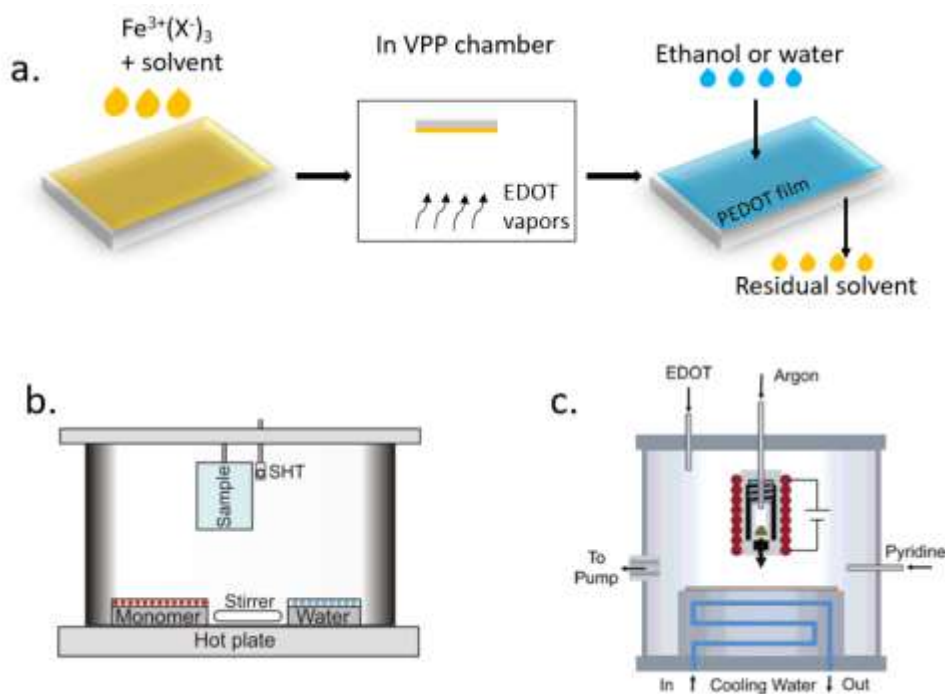 a.
Fe³⁺(X⁻)₃
+ solvent
In VPP chamber
EDOT
vapors
Ethanol or water
PEDOT film
Residual solvent
b.
SHT
Sample
Monomer
Stirrer
Water
Hot plate
c.
EDOT
Argon
To
Pump
Pyridine
In
Cooling Water
Out